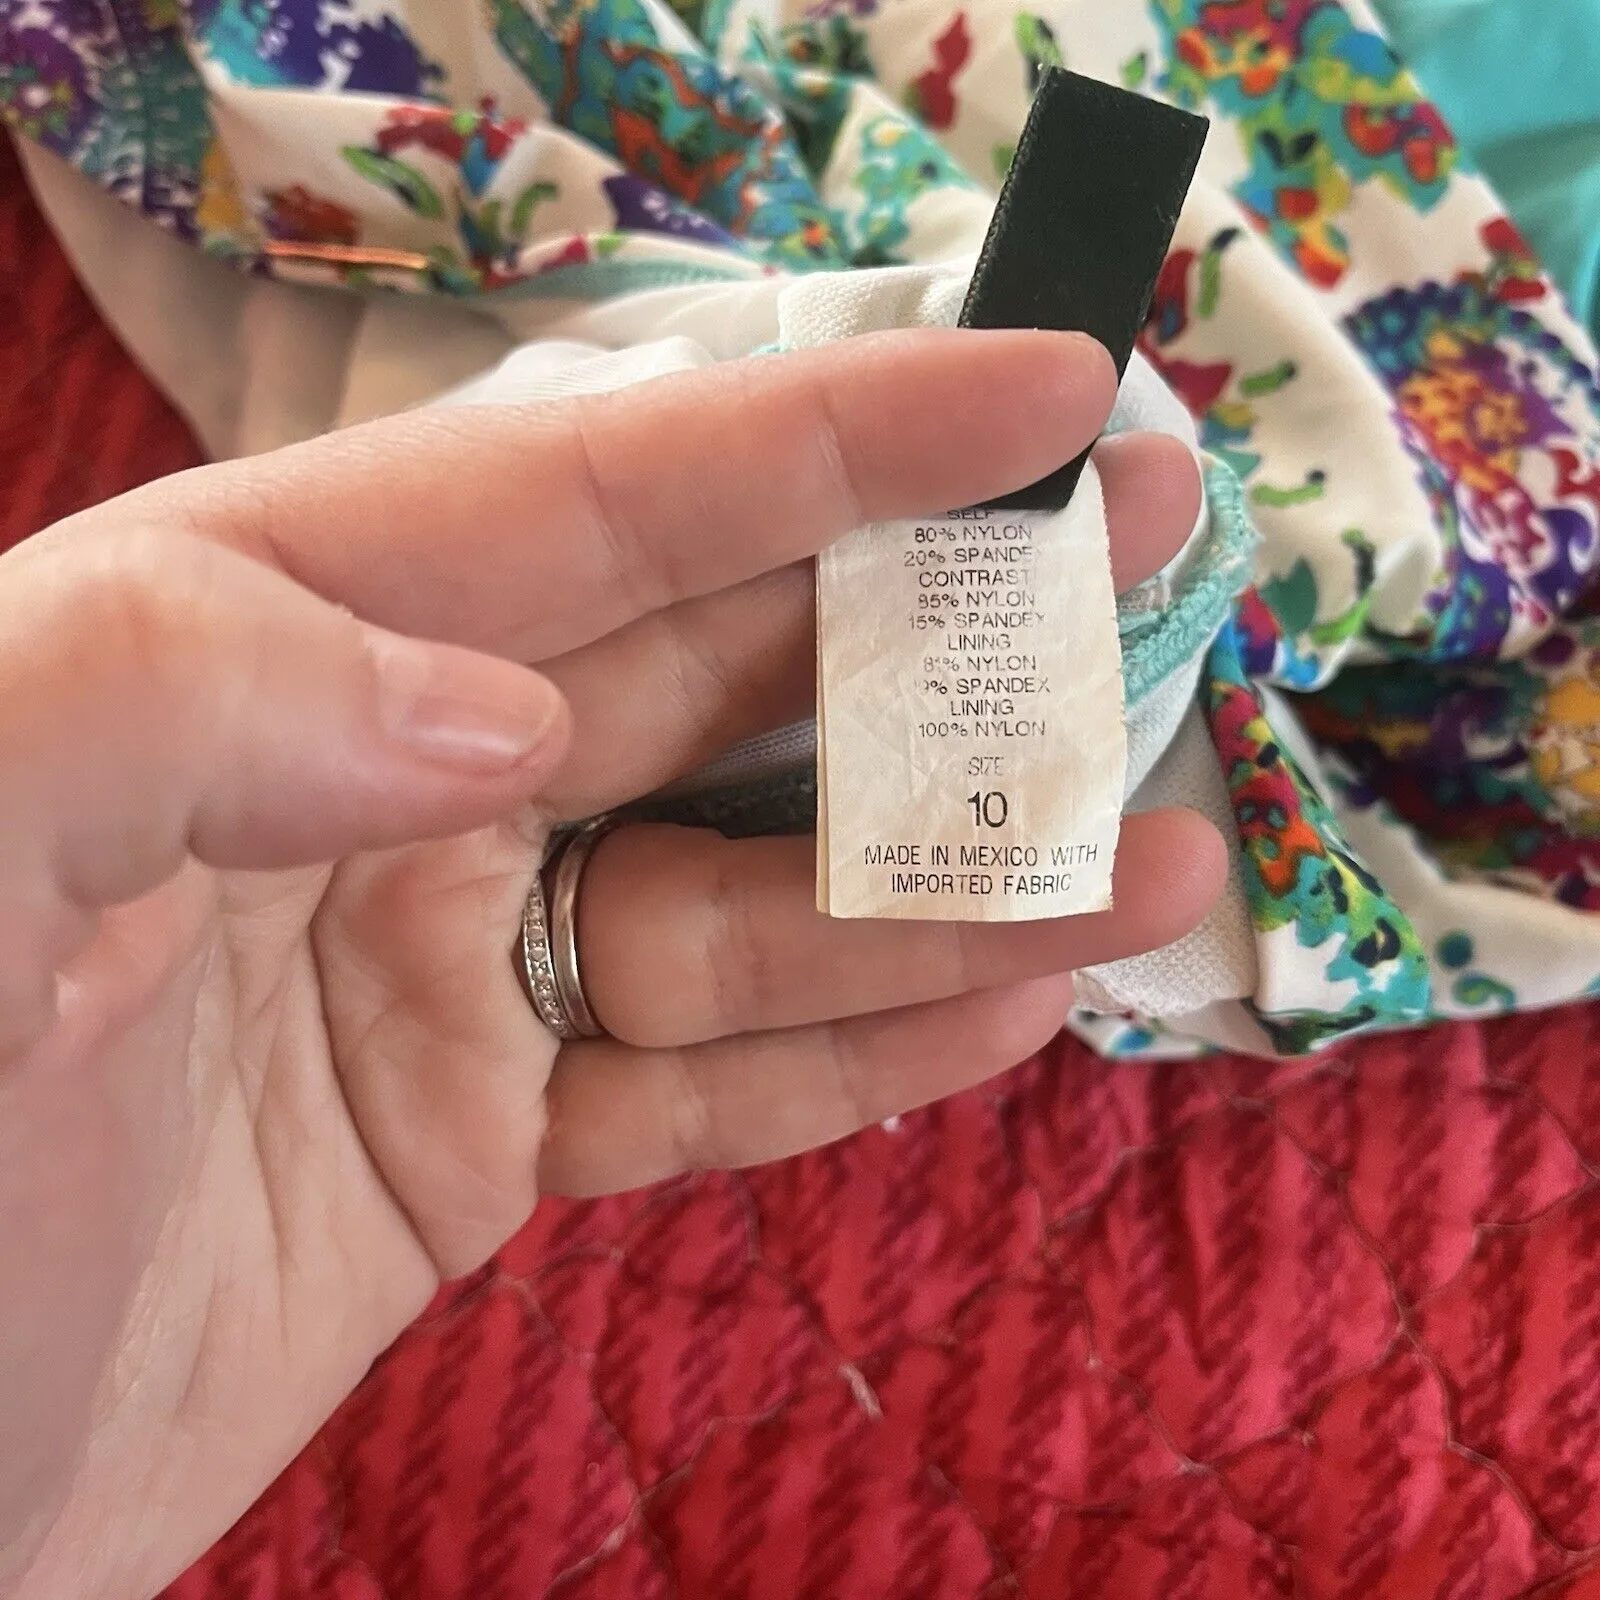 SELF
80% NYLON
20% SPANDEX
CONTRAST
85% NYLON
15% SPANDEX
LINING
81% NYLON
SPANDEX
LINING
100% NYLON
SIZE
10
MADE IN MEXICO WITH
IMPORTED FABRIC